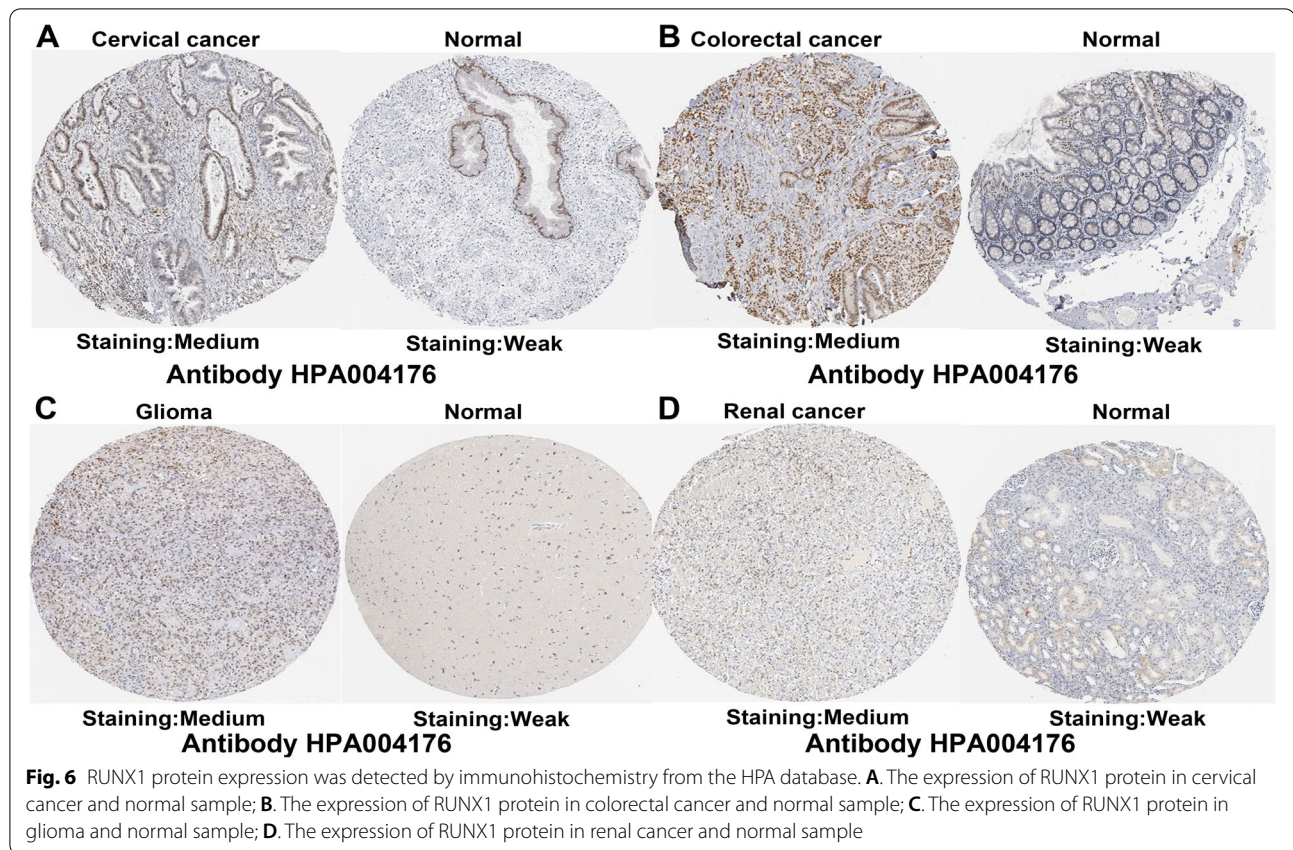 A Cervical cancer Normal B Colorectal cancer Normal
Staining:Medium Staining:Weak Staining:Medium Staining:Weak
Antibody HPA004176 Antibody HPA004176
C Glioma Normal D Renal cancer Normal
Staining:Medium Staining:Weak Staining:Medium Staining:Weak
Antibody HPA004176 Antibody HPA004176
Fig. 6 RUNX1 protein expression was detected by immunohistochemistry from the HPA database. A. The expression of RUNX1 protein in cervical
cancer and normal sample; B. The expression of RUNX1 protein in colorectal cancer and normal sample; C. The expression of RUNX1 protein in
glioma and normal sample; D. The expression of RUNX1 protein in renal cancer and normal sample